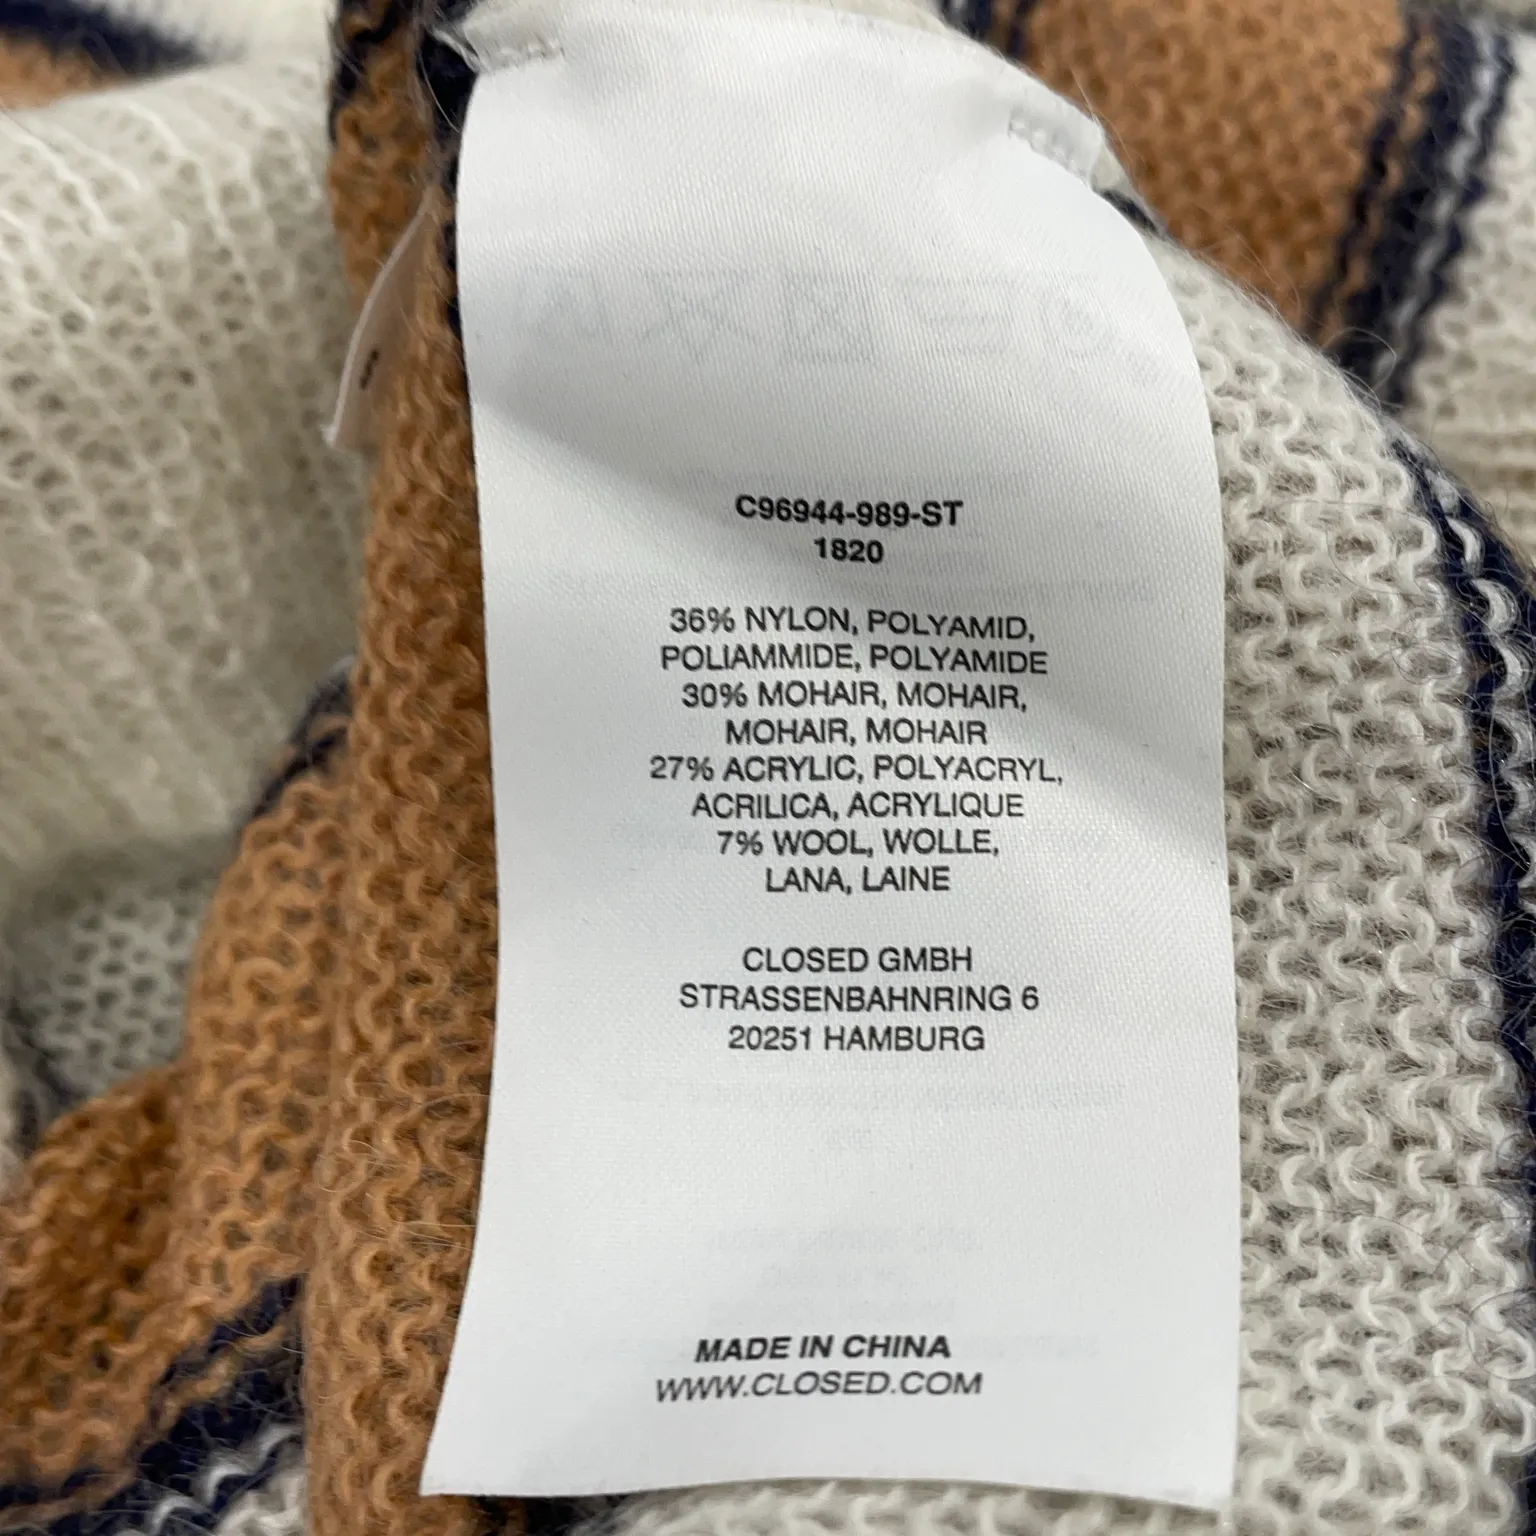 C96944-989-ST
1820
36% NYLON, POLYAMID,
POLIAMMIDE, POLYAMIDE
30% MOHAIR, MOHAIR,
MOHAIR, MOHAIR
27% ACRYLIC, POLYACRYL,
ACRILICA, ACRYLIQUE
7% WOOL, WOLLE,
LANA, LAINE
CLOSED GMBH
STRASSENBAHNRING 6
20251 HAMBURG
MADE IN CHINA
WWW.CLOSED.COM